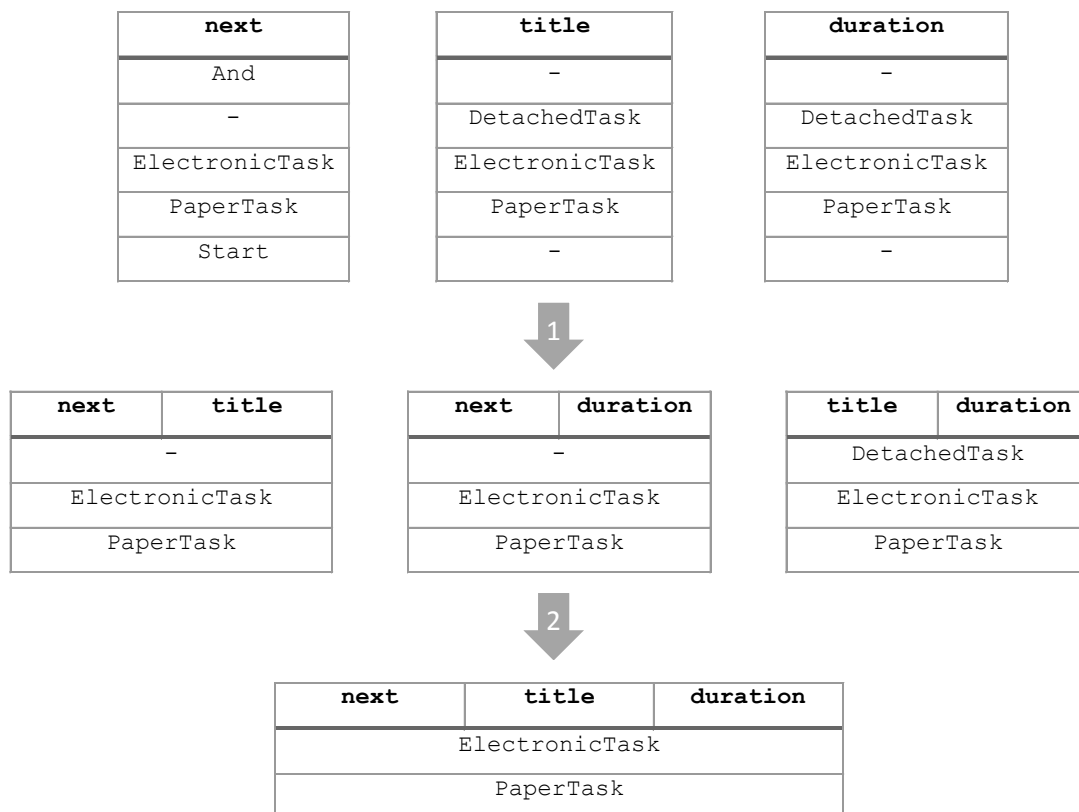 next title duration
And - -
- DetachedTask DetachedTask
ElectronicTask ElectronicTask ElectronicTask
PaperTask PaperTask PaperTask
Start - -
1
next title next duration title duration
- - DetachedTask
ElectronicTask ElectronicTask ElectronicTask
PaperTask PaperTask PaperTask
2
next title duration
ElectronicTask
PaperTask